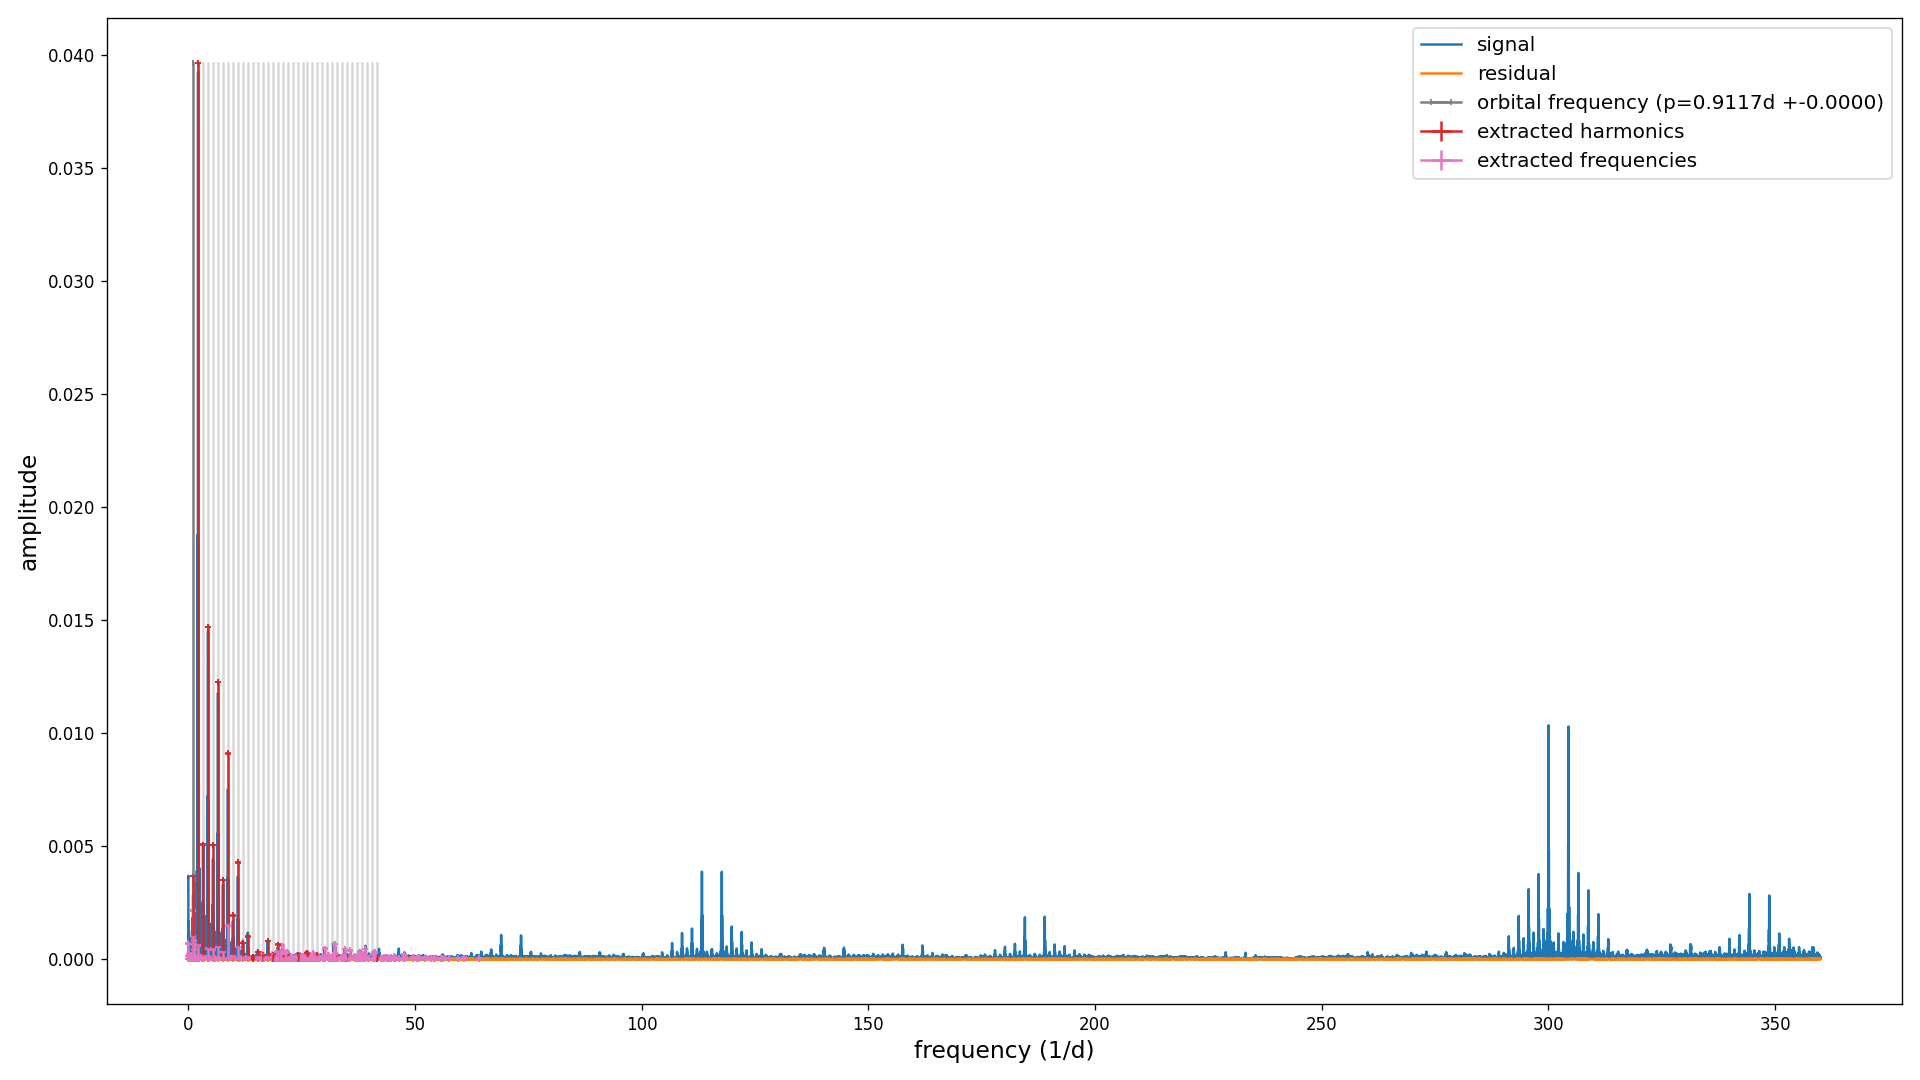 signal
residual
orbital frequency (p=0.9117d +-0.0000)
extracted harmonics
extracted frequencies
0.040
0.035
0.030
0.025
0.020
0.015
0.010
0.005
0.000
amplitude
0 50 100 150 200 250 300 350
frequency (1/d)